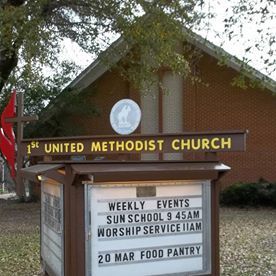 1st UNITED METHODIST CHURCH
WEEKLY EVENTS
SUN SCHOOL 9 45AM
WORSHIP SERVICE 11AM
20 MAR FOOD PANTRY